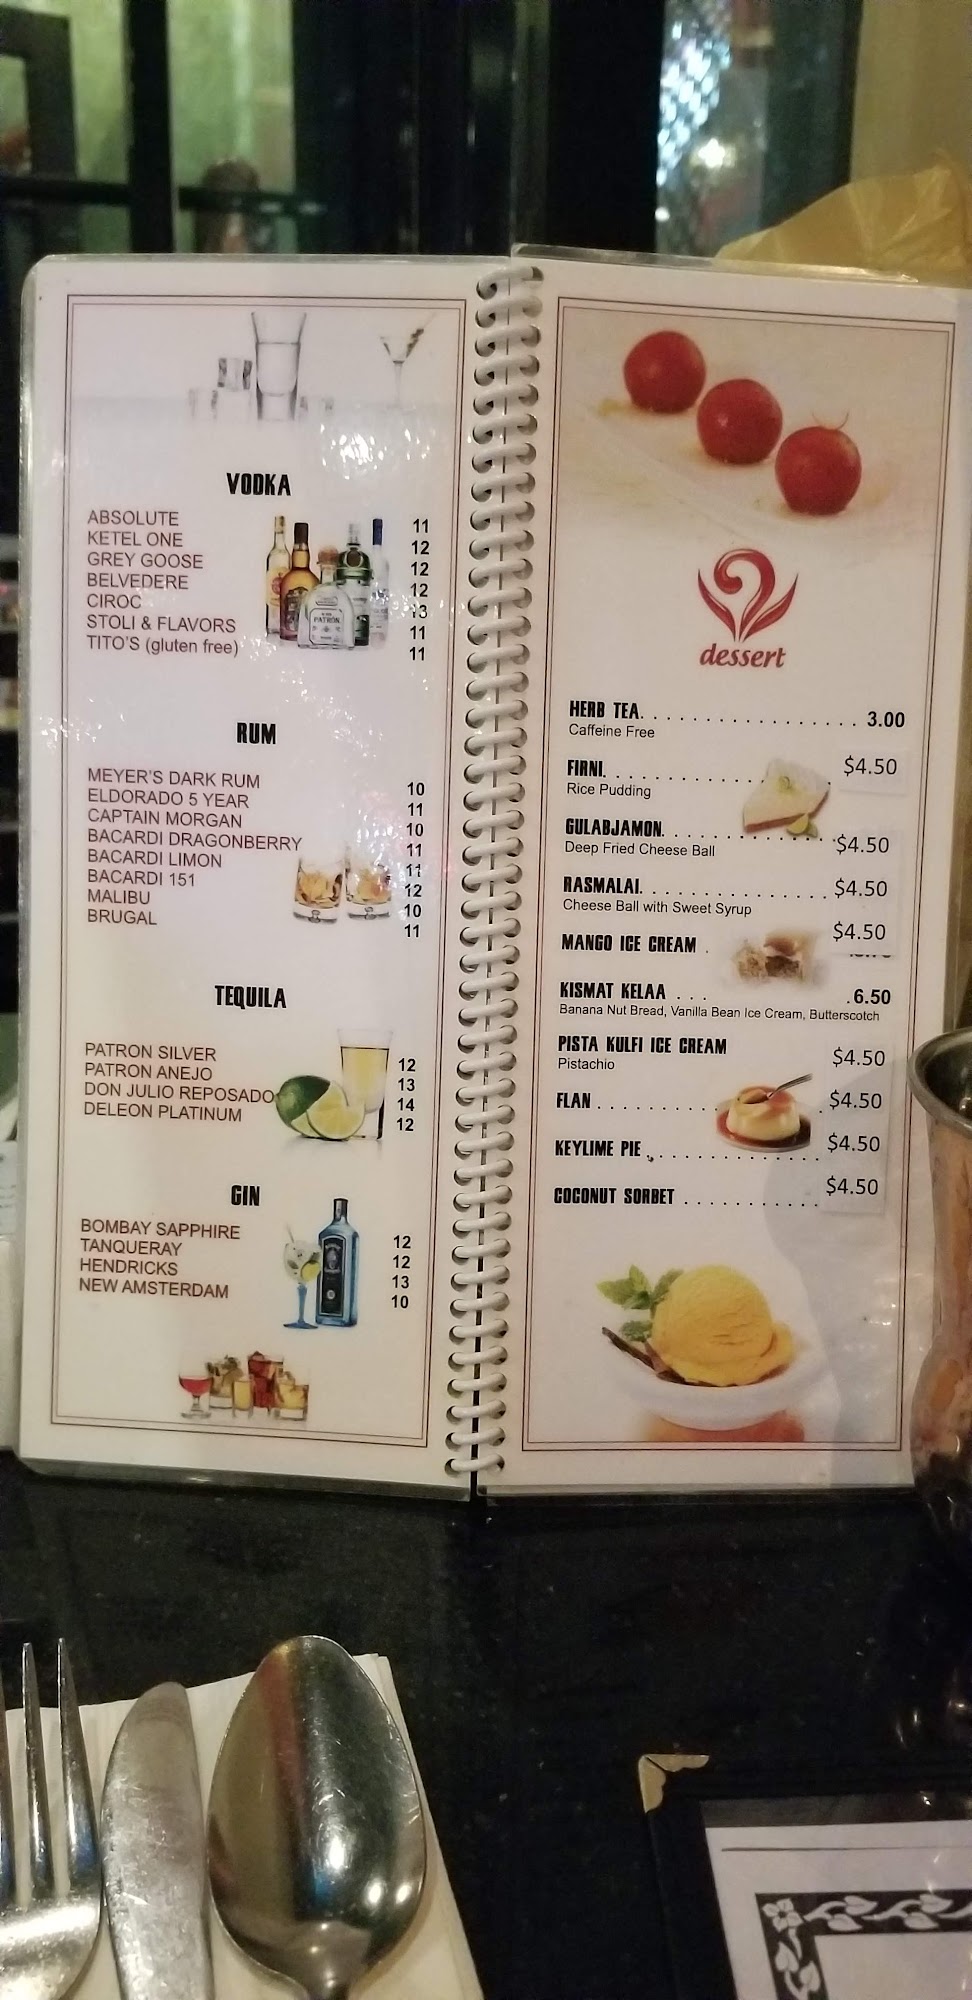 VODKA
ABSOLUTE 11
KETEL ONE 12
GREY GOOSE 12
BELVEDERE 12
CIROC 13
STOLI & FLAVORS 11
TITO'S (gluten free) 11
PATRON
RUM
MEYER'S DARK RUM 10
ELDORADO 5 YEAR 11
CAPTAIN MORGAN 10
BACARDI DRAGONBERRY 11
BACARDI LIMON 11
BACARDI 151 12
MALIBU 10
BRUGAL 11
TEQUILA
PATRON SILVER 12
PATRON ANEJO 13
DON JULIO REPOSADO 14
DELEON PLATINUM 12
GIN
BOMBAY SAPPHIRE 12
TANQUERAY 12
HENDRICKS 13
NEW AMSTERDAM 10
dessert
HERB TEA. . . . . . . . . . . . . . . . . 3.00
Caffeine Free
FIRNI. . . . . . . . . . . . $4.50
Rice Pudding
GULABJAMON. . . . . . . . . . . . . $4.50
Deep Fried Cheese Ball
RASMALAI. . . . . . . . . . . . . . . $4.50
Cheese Ball with Sweet Syrup
MANGO ICE CREAM . $4.50
KISMAT KELAA . . . .6.50
Banana Nut Bread, Vanilla Bean Ice Cream, Butterscotch
PISTA KULFI ICE CREAM $4.50
Pistachio
FLAN . . . . . . . . . . $4.50
KEYLIME PIE . . . . . . . . . . . . . . $4.50
COCONUT SORBET . . . . . . . . . . . $4.50